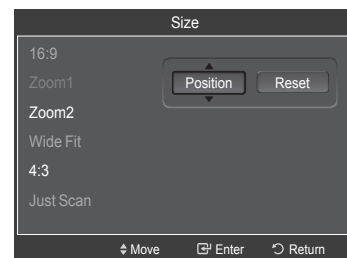 Size
16:9
Zoom1
Position Reset
Zoom2
Wide Fit
4:3
Just Scan
Move Enter Return